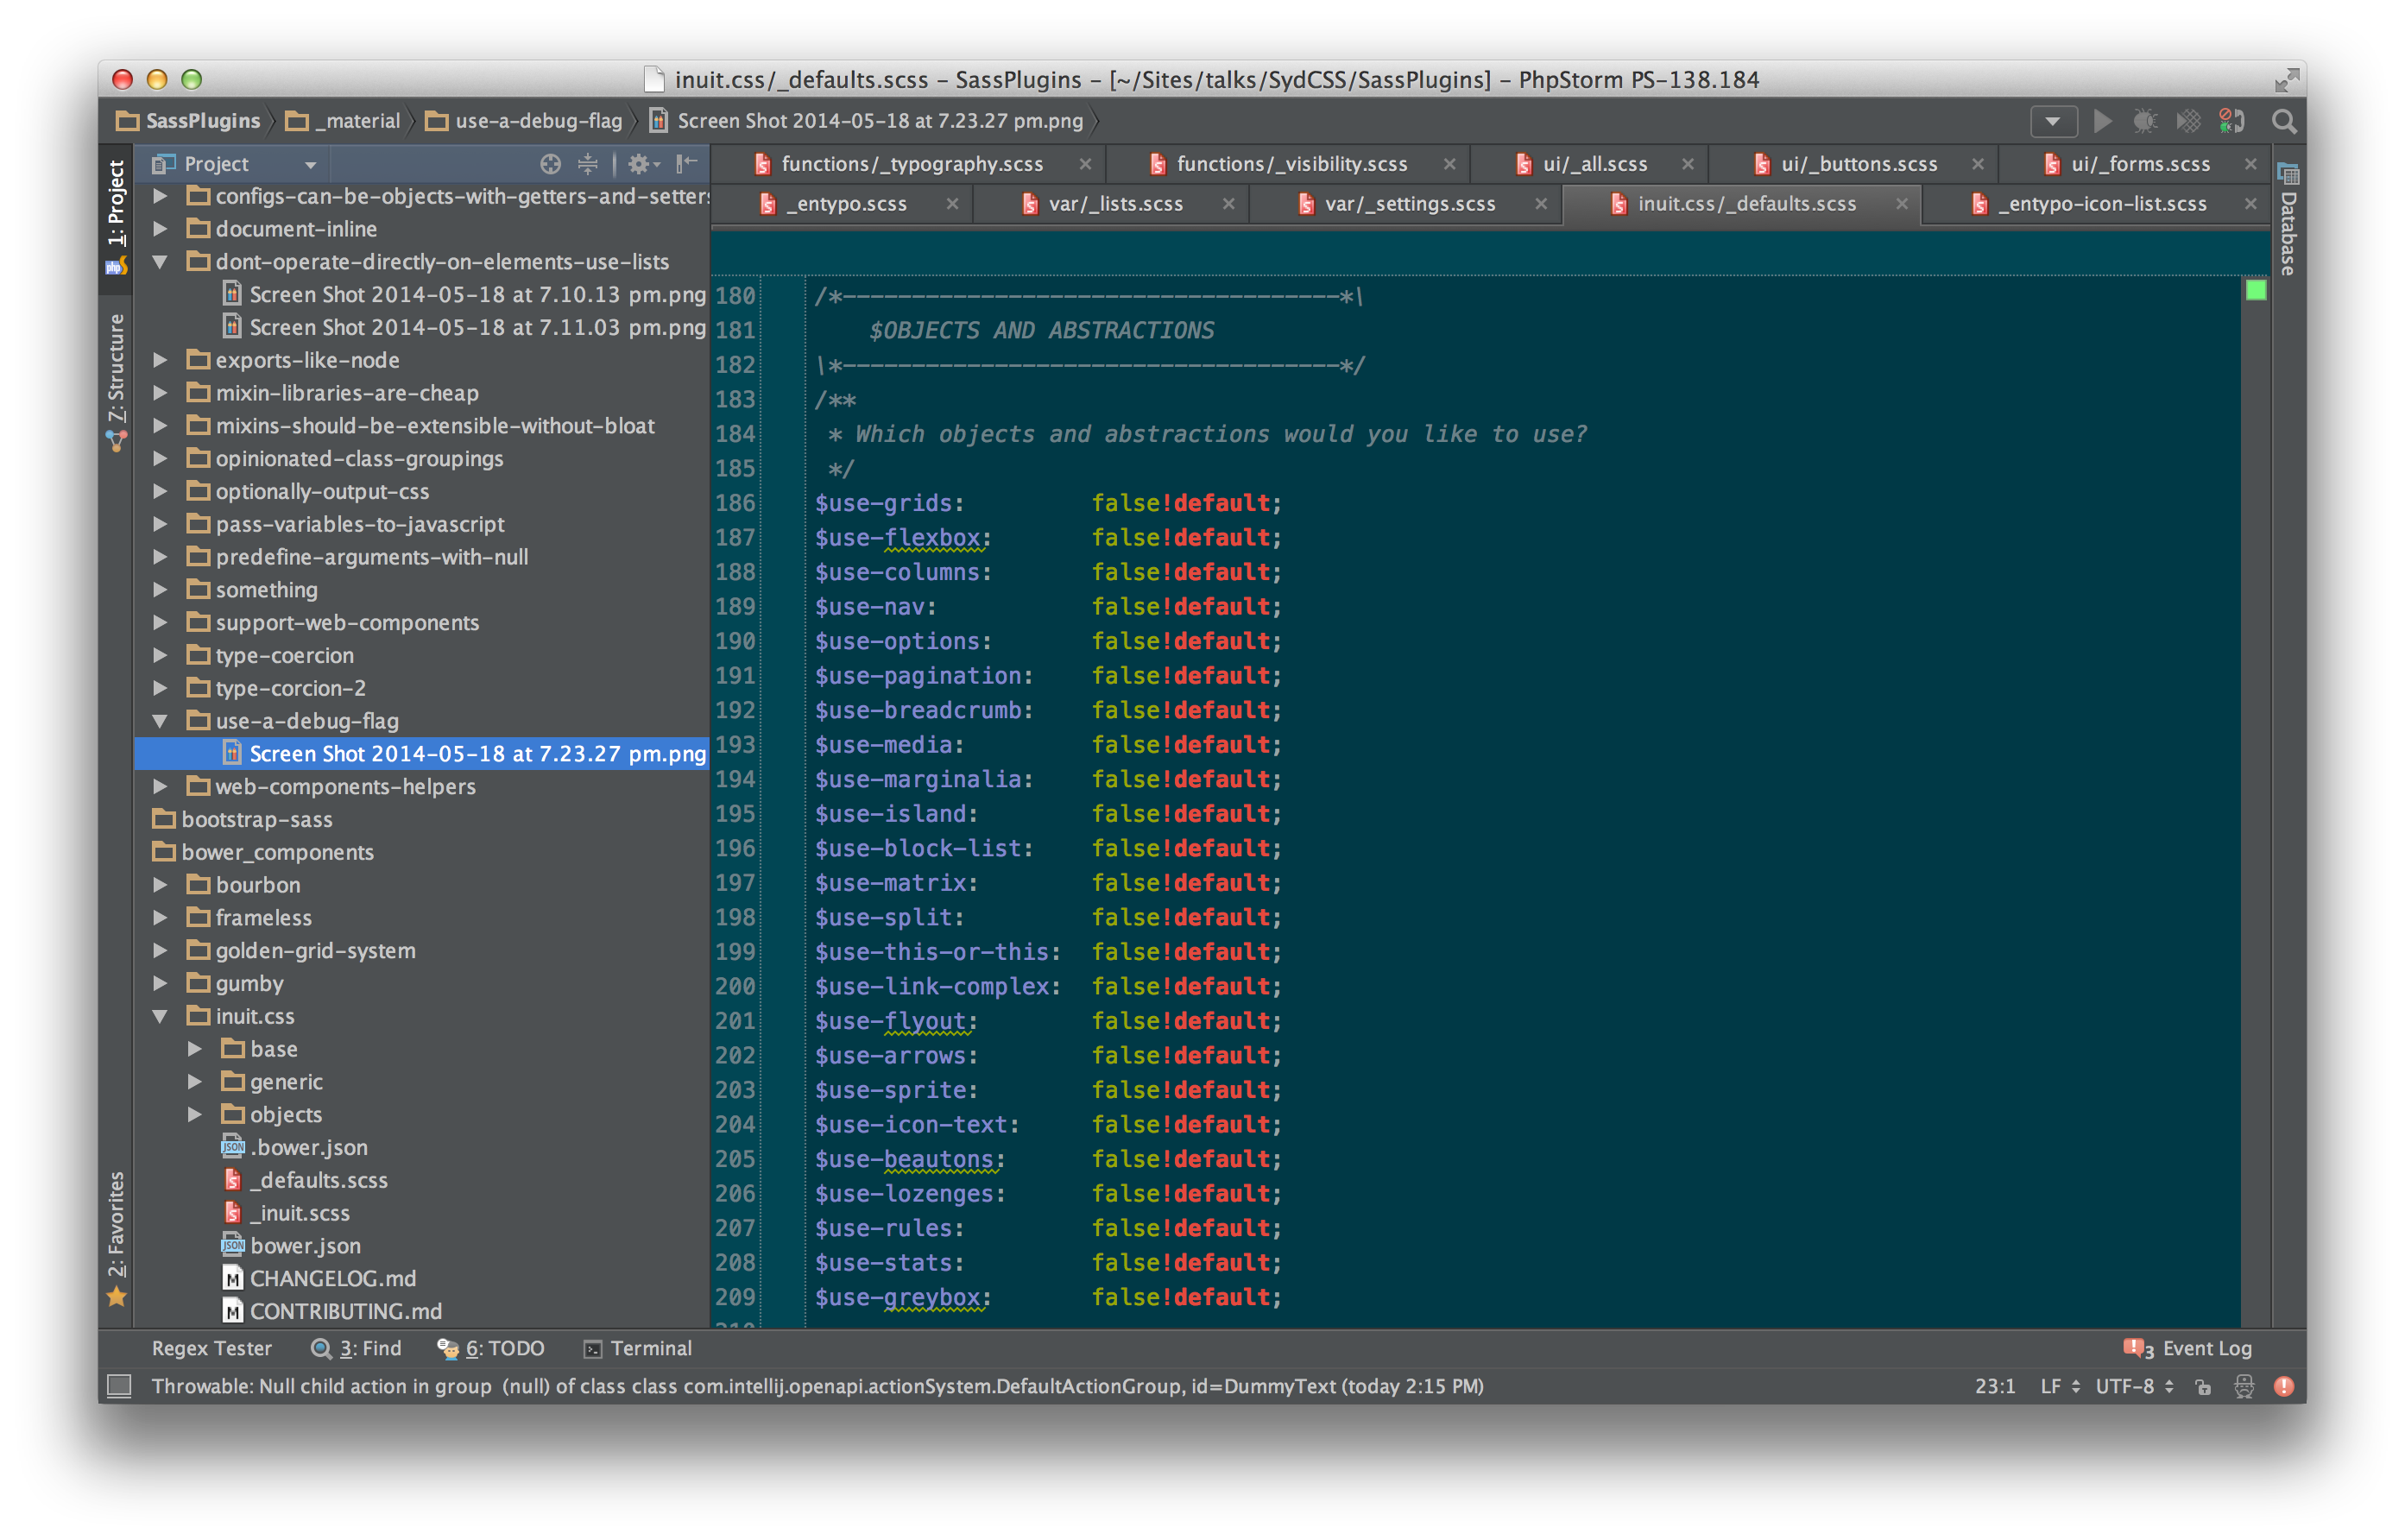 inuit.css/_defaults.scss – SassPlugins – [~/Sites/talks/SydCSS/SassPlugins] – PhpStorm PS-138.184
SassPlugins _material use-a-debug-flag Screen Shot 2014-05-18 at 7.23.27 pm.png
1: Project
7: Structure
2: Favorites
Project
configs-can-be-objects-with-getters-and-setters
document-inline
dont-operate-directly-on-elements-use-lists
Screen Shot 2014-05-18 at 7.10.13 pm.png
Screen Shot 2014-05-18 at 7.11.03 pm.png
exports-like-node
mixin-libraries-are-cheap
mixins-should-be-extensible-without-bloat
opinionated-class-groupings
optionally-output-css
pass-variables-to-javascript
predefine-arguments-with-null
something
support-web-components
type-coercion
type-corcion-2
use-a-debug-flag
Screen Shot 2014-05-18 at 7.23.27 pm.png
web-components-helpers
bootstrap-sass
bower_components
bourbon
frameless
golden-grid-system
gumby
inuit.css
base
generic
objects
.bower.json
_defaults.scss
_inuit.scss
bower.json
CHANGELOG.md
CONTRIBUTING.md
functions/_typography.scss functions/_visibility.scss ui/_all.scss ui/_buttons.scss ui/_forms.scss
_entypo.scss var/_lists.scss var/_settings.scss inuit.css/_defaults.scss _entypo-icon-list.scss
Database
180 /*------------------------------------*\
181 $OBJECTS AND ABSTRACTIONS
182 \*------------------------------------*/
183 /**
184 * Which objects and abstractions would you like to use?
185 */
186 $use-grids: false!default;
187 $use-flexbox: false!default;
188 $use-columns: false!default;
189 $use-nav: false!default;
190 $use-options: false!default;
191 $use-pagination: false!default;
192 $use-breadcrumb: false!default;
193 $use-media: false!default;
194 $use-marginalia: false!default;
195 $use-island: false!default;
196 $use-block-list: false!default;
197 $use-matrix: false!default;
198 $use-split: false!default;
199 $use-this-or-this: false!default;
200 $use-link-complex: false!default;
201 $use-flyout: false!default;
202 $use-arrows: false!default;
203 $use-sprite: false!default;
204 $use-icon-text: false!default;
205 $use-beautons: false!default;
206 $use-lozenges: false!default;
207 $use-rules: false!default;
208 $use-stats: false!default;
209 $use-greybox: false!default;
210
Regex Tester 3: Find 6: TODO Terminal 3 Event Log
Throwable: Null child action in group (null) of class class com.intellij.openapi.actionSystem.DefaultActionGroup, id=DummyText (today 2:15 PM) 23:1 LF UTF-8